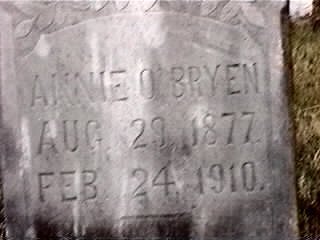 ANNIE O'BRYEN
AUG. 29, 1877.
FEB. 24, 1910.